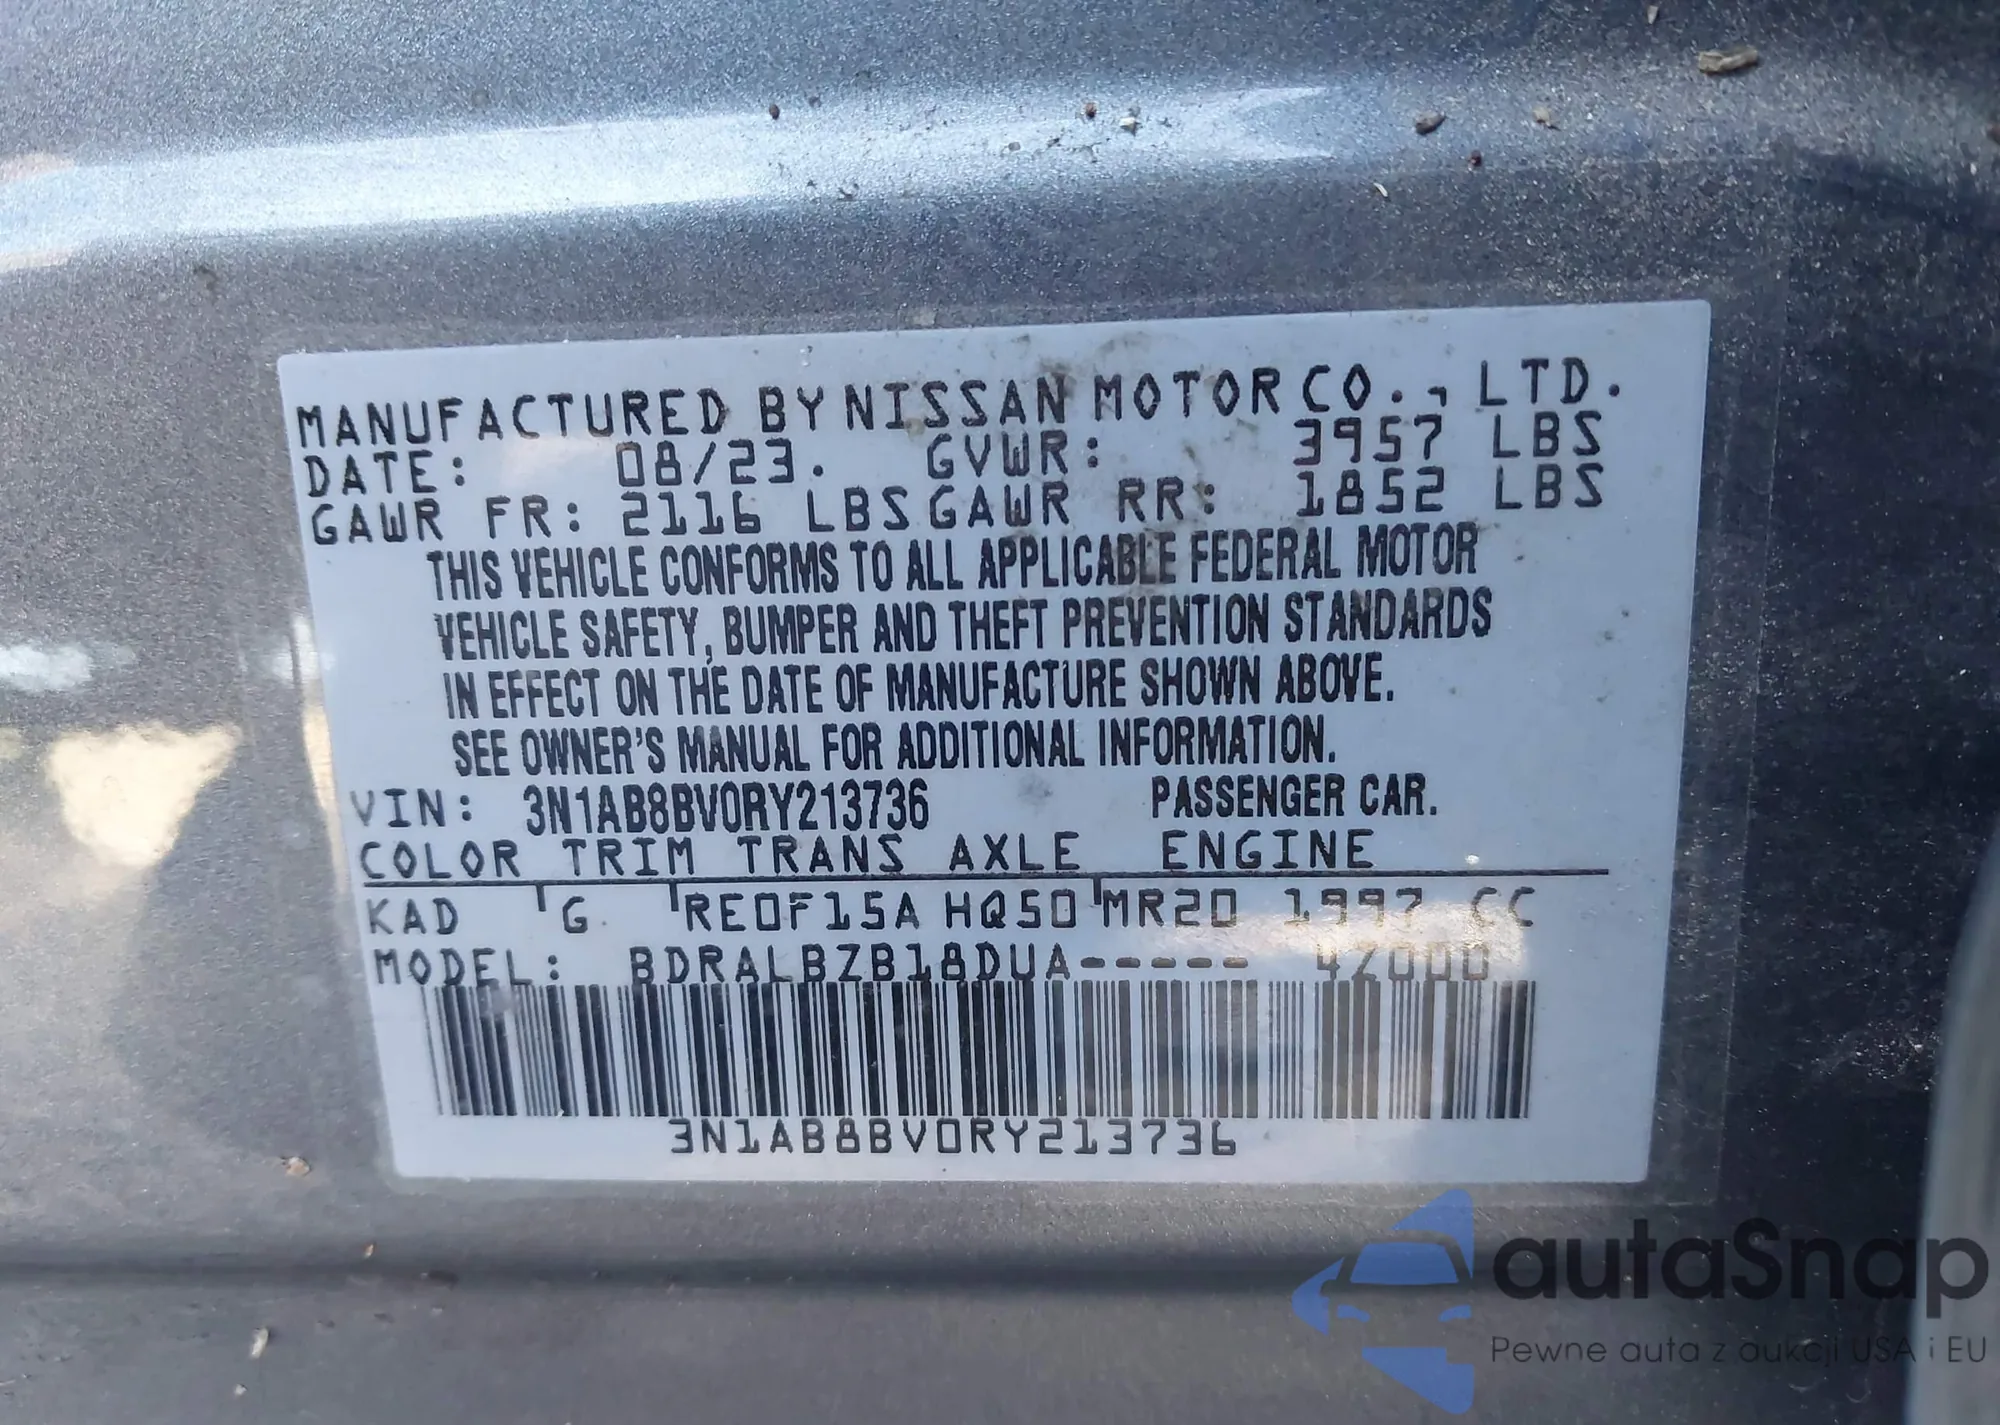 MANUFACTURED BY NISSAN MOTOR CO., LTD.
DATE: 08/23. GVWR: 3957 LBS
GAWR FR: 2116 LBS GAWR RR: 1852 LBS
THIS VEHICLE CONFORMS TO ALL APPLICABLE FEDERAL MOTOR
VEHICLE SAFETY, BUMPER AND THEFT PREVENTION STANDARDS
IN EFFECT ON THE DATE OF MANUFACTURE SHOWN ABOVE.
SEE OWNER'S MANUAL FOR ADDITIONAL INFORMATION.
VIN: 3N1AB8BV0RY213736 PASSENGER CAR.
COLOR TRIM TRANS AXLE ENGINE
KAD G RE0F15A HQ50 MR20 1997 CC
MODEL: BDRALBZB18DUA----- 4Z000
3N1AB8BV0RY213736
autaSnap
Pewne auta z aukcji USA i EU